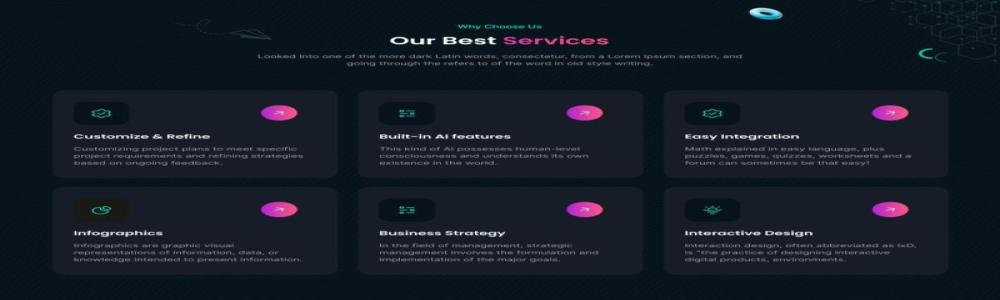 Why Choose Us
Our Best Services
Looked into one of the more dark Latin words, consectetur, from a Lorem Ipsum section, and
going through the refers to of the word in old style writing.
Customize & Refine
Customizing project plans to meet specific
project requirements and refining strategies
based on ongoing feedback.
Built-in AI features
This kind of AI possesses human-level
consciousness and understands its own
existence in the world.
Easy Integration
Math explained in easy language, plus
puzzles, games, quizzes, worksheets and a
forum can sometimes be that easy!
Infographics
Infographics are graphic visual
representations of information, data, or
knowledge intended to present information.
Business Strategy
In the field of management, strategic
management involves the formulation and
implementation of the major goals.
Interactive Design
Interaction design, often abbreviated as IxD,
is "the practice of designing interactive
digital products, environments.